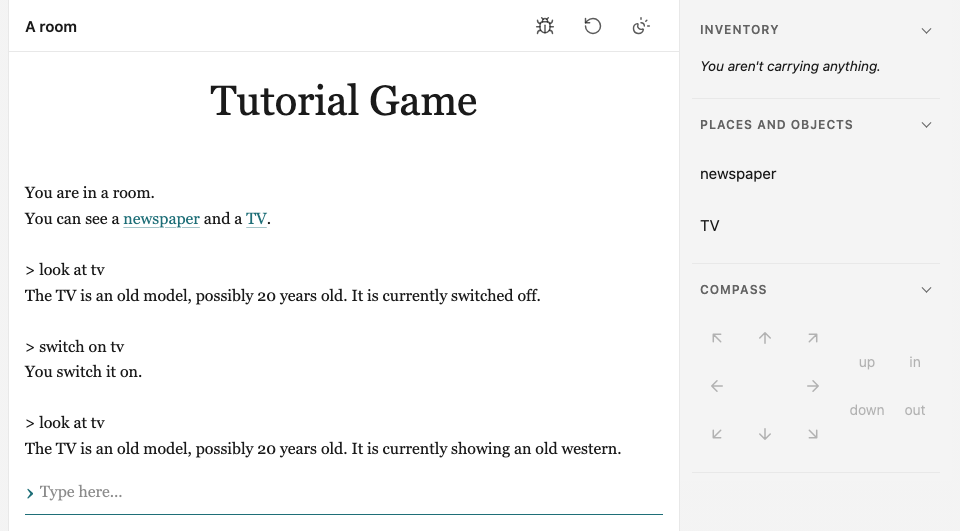 A room
Tutorial Game
You are in a room.
You can see a newspaper and a TV.
> look at tv
The TV is an old model, possibly 20 years old. It is currently switched off.
> switch on tv
You switch it on.
> look at tv
The TV is an old model, possibly 20 years old. It is currently showing an old western.
Type here...
INVENTORY
You aren't carrying anything.
PLACES AND OBJECTS
newspaper
TV
COMPASS
up in
down out